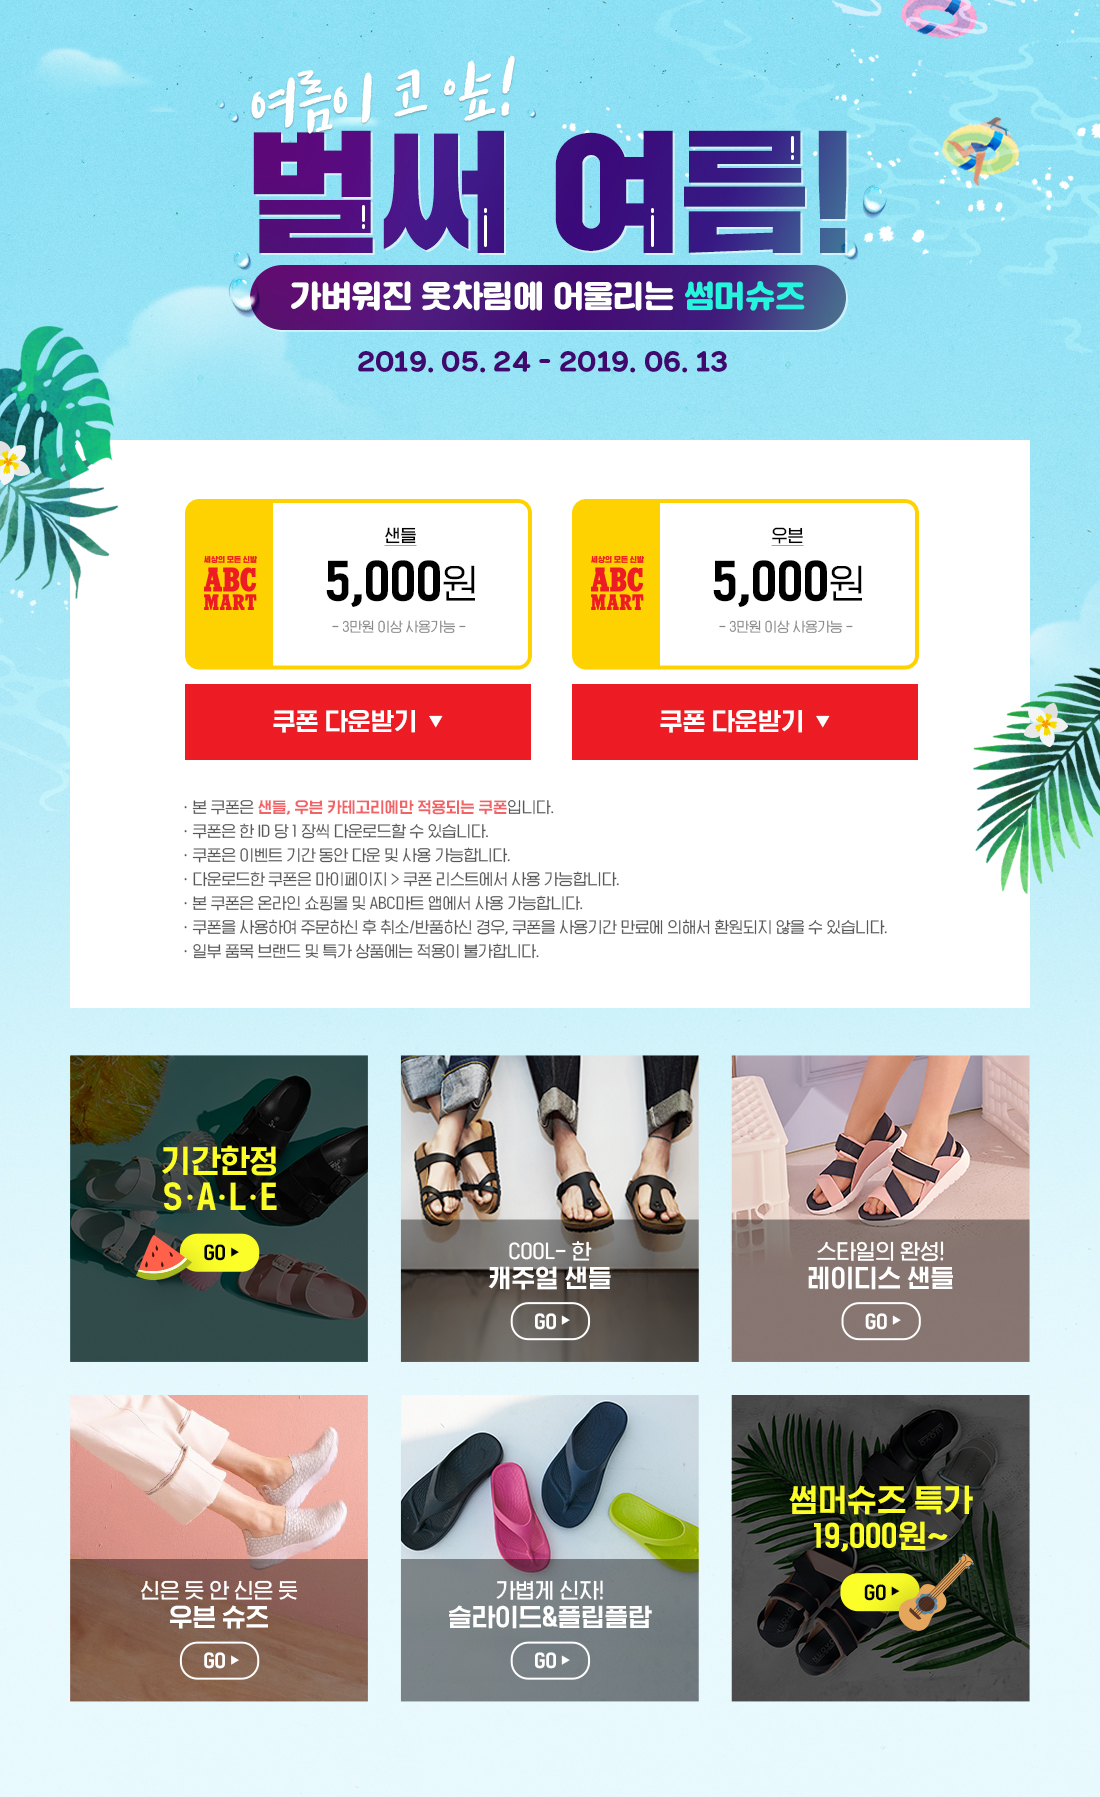 여름이 코 앞!
벌써 여름!
가벼워진 옷차림에 어울리는 썸머슈즈
2019. 05. 24 - 2019. 06. 13
세상의 모든 신발
ABC
MART
샌들
5,000원
- 3만원 이상 사용가능 -
세상의 모든 신발
ABC
MART
우븐
5,000원
- 3만원 이상 사용가능 -
쿠폰 다운받기 ▼
쿠폰 다운받기 ▼
· 본 쿠폰은 샌들, 우븐 카테고리에만 적용되는 쿠폰입니다.
· 쿠폰은 한 ID 당 1 장씩 다운로드할 수 있습니다.
· 쿠폰은 이벤트 기간 동안 다운 및 사용 가능합니다.
· 다운로드한 쿠폰은 마이페이지 > 쿠폰 리스트에서 사용 가능합니다.
· 본 쿠폰은 온라인 쇼핑몰 및 ABC마트 앱에서 사용 가능합니다.
· 쿠폰을 사용하여 주문하신 후 취소/반품하신 경우, 쿠폰을 사용기간 만료에 의해서 환원되지 않을 수 있습니다.
· 일부 품목 브랜드 및 특가 상품에는 적용이 불가합니다.
기간한정
S·A·L·E
GO ▶
COOL- 한
캐주얼 샌들
GO ▶
스타일의 완성!
레이디스 샌들
GO ▶
신은 듯 안 신은 듯
우븐 슈즈
GO ▶
가볍게 신자!
슬라이드&플립플랍
GO ▶
썸머슈즈 특가
19,000원~
GO ▶